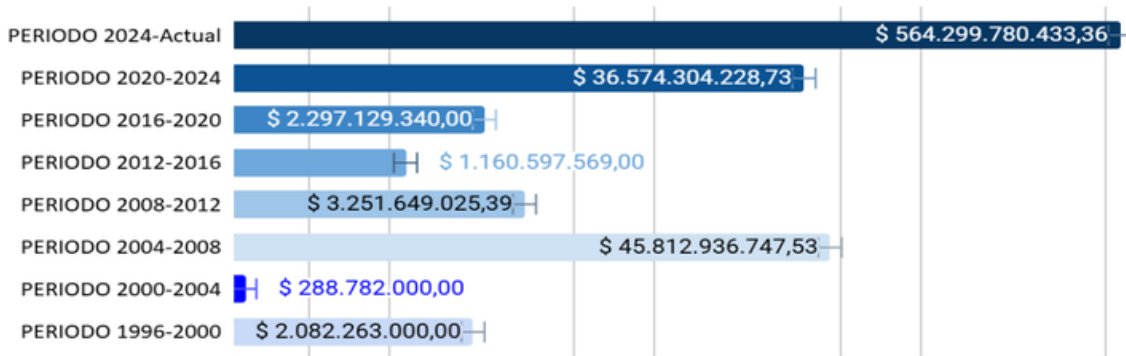 PERIODO 2024-Actual $ 564.299.780.433,36
PERIODO 2020-2024 $ 36.574.304.228,73
PERIODO 2016-2020 $ 2.297.129.340,00
PERIODO 2012-2016 $ 1.160.597.569,00
PERIODO 2008-2012 $ 3.251.649.025,39
PERIODO 2004-2008 $ 45.812.936.747,53
PERIODO 2000-2004 $ 288.782.000,00
PERIODO 1996-2000 $ 2.082.263.000,00